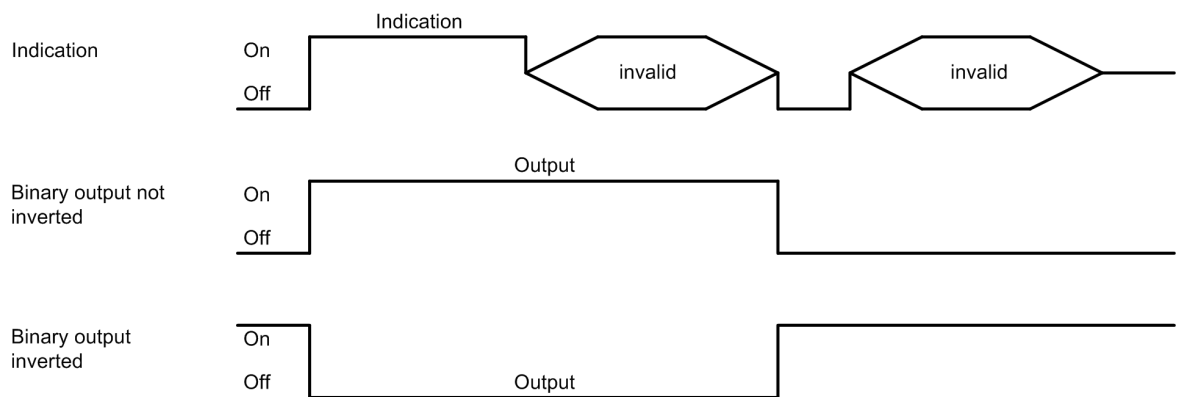 Indication
Indication
On
Off
invalid
invalid
Binary output not
inverted
Output
On
Off
Binary output
inverted
On
Off
Output